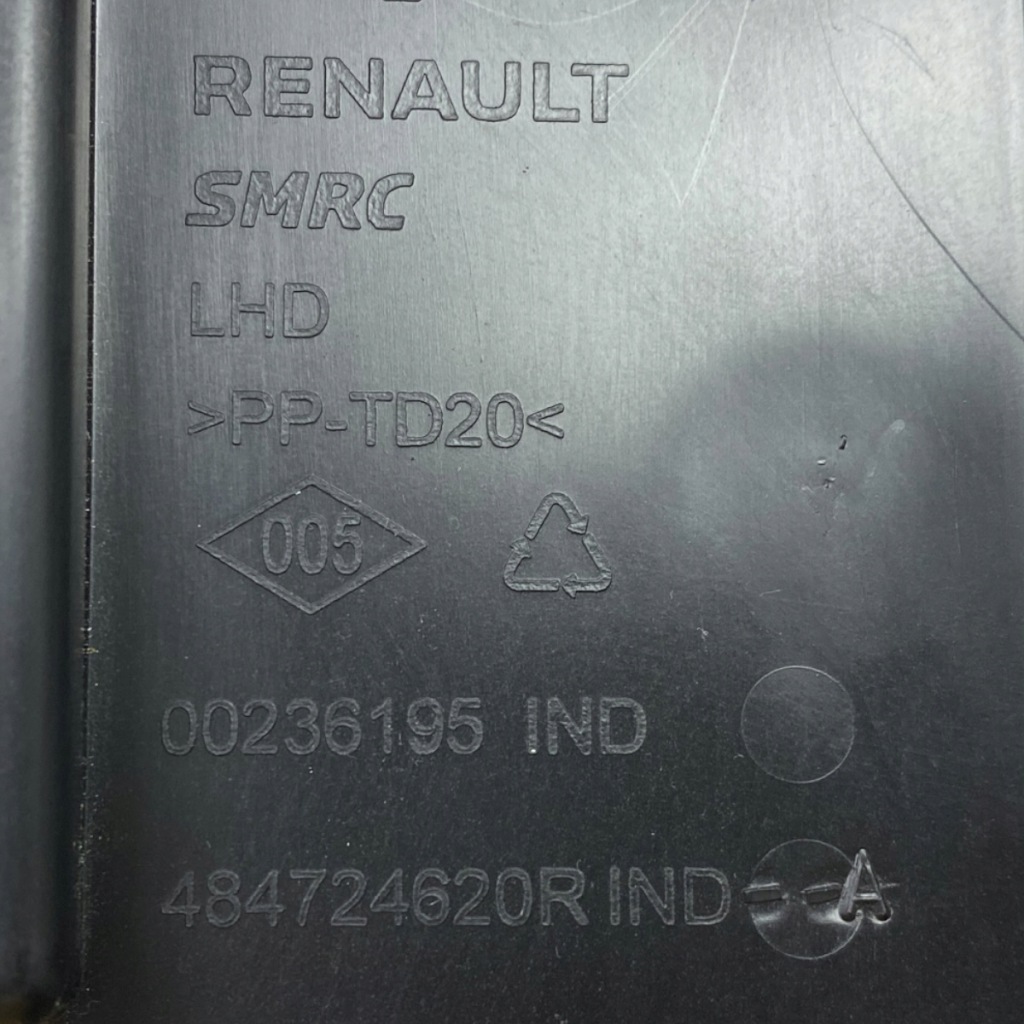 RENAULT
SMRC
LHD
>PP-TD20<
005
00236195 IND
484724620R IND--A